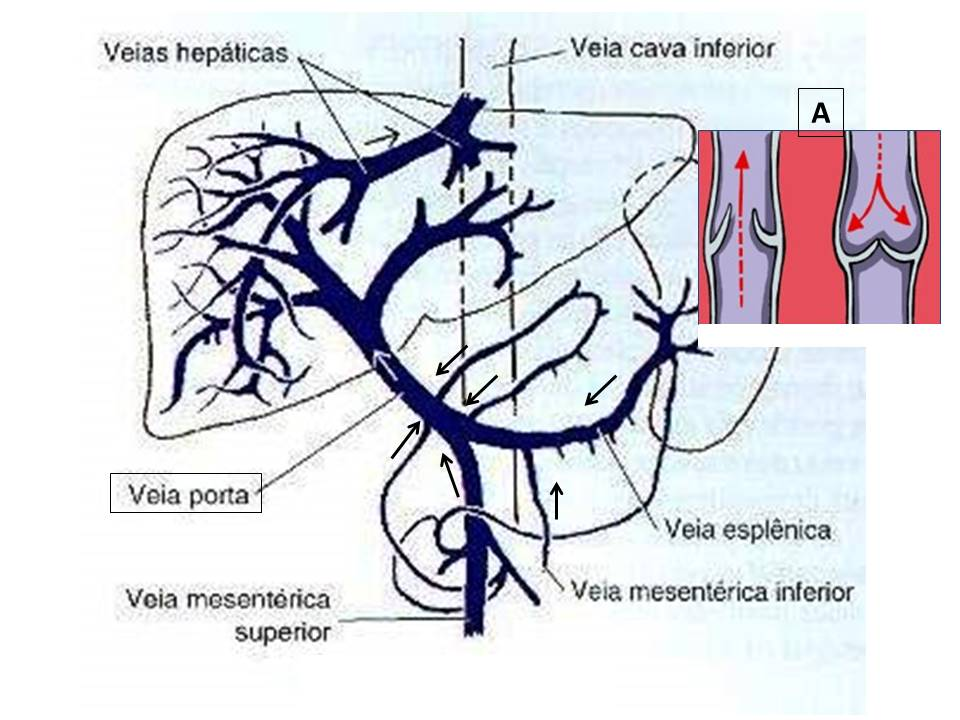 Veias hepáticas
Veia cava inferior
A
Veia porta
Veia esplênica
Veia mesentérica inferior
Veia mesentérica
superior